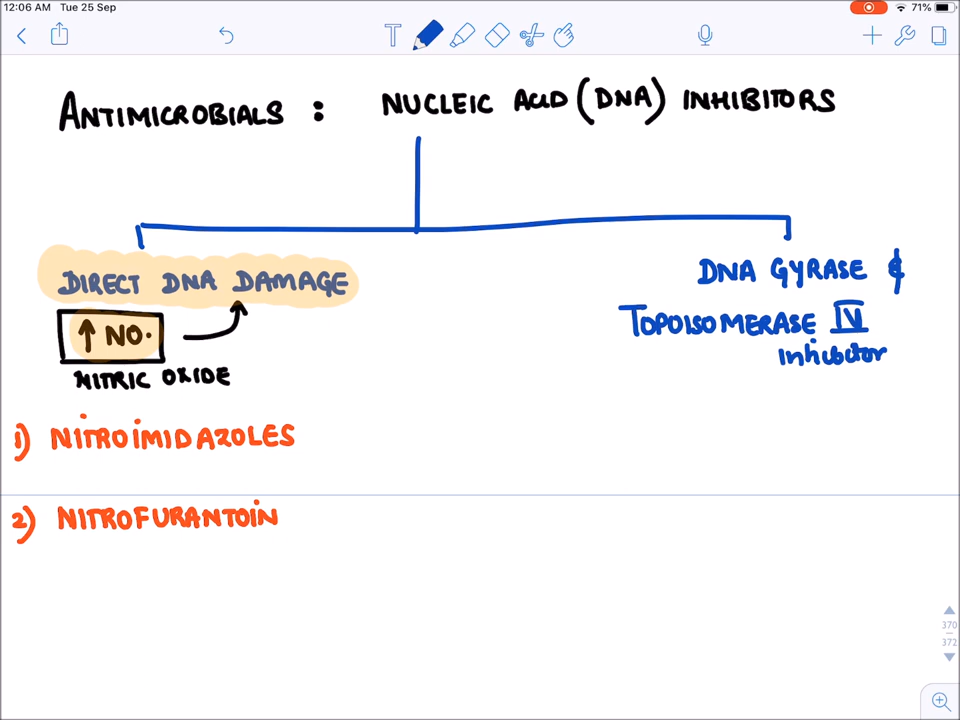 12:06 AM Tue 25 Sep
71%
T
ANTIMICROBIALS : NUCLEIC ACID (DNA) INHIBITORS
DIRECT DNA DAMAGE
↑ NO.
NITRIC OXIDE
DNA GYRASE &
TOPOISOMERASE IV
inhibitor
1) NITROIMIDAZOLES
2) NITROFURANTOIN
370
372